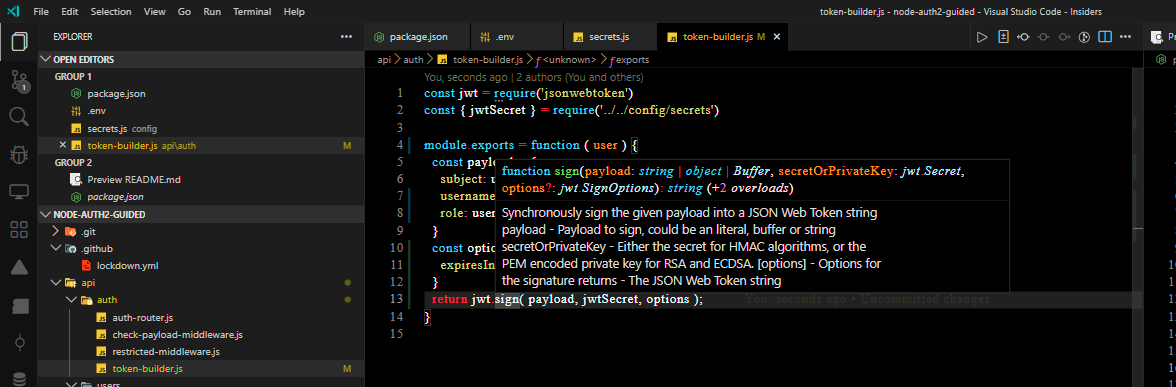 File Edit Selection View Go Run Terminal Help
token-builder.js - node-auth2-guided - Visual Studio Code - Insiders
EXPLORER
OPEN EDITORS
GROUP 1
package.json
.env
secrets.js config
token-builder.js api\auth M
GROUP 2
Preview README.md
package.json
NODE-AUTH2-GUIDED
.git
.github
lockdown.yml
api
auth
auth-router.js
check-payload-middleware.js
restricted-middleware.js
token-builder.js M
users
1
package.json .env secrets.js token-builder.js M
api > auth > token-builder.js > <unknown> > exports
You, seconds ago | 2 authors (You and others)
1 const jwt = require('jsonwebtoken')
2 const { jwtSecret } = require('../../config/secrets')
3
4 module.exports = function ( user ) {
5 const payl
6 subject: u
7 username
8 role: use
9 }
10 const optio
11 expiresIn
12 }
13 return jwt.sign( payload, jwtSecret, options ); You, seconds ago • Uncommitted changes
14 }
15
function sign(payload: string | object | Buffer, secretOrPrivateKey: jwt.Secret,
options?: jwt.SignOptions): string (+2 overloads)
Synchronously sign the given payload into a JSON Web Token string
payload - Payload to sign, could be an literal, buffer or string
secretOrPrivateKey - Either the secret for HMAC algorithms, or the
PEM encoded private key for RSA and ECDSA. [options] - Options for
the signature returns - The JSON Web Token string